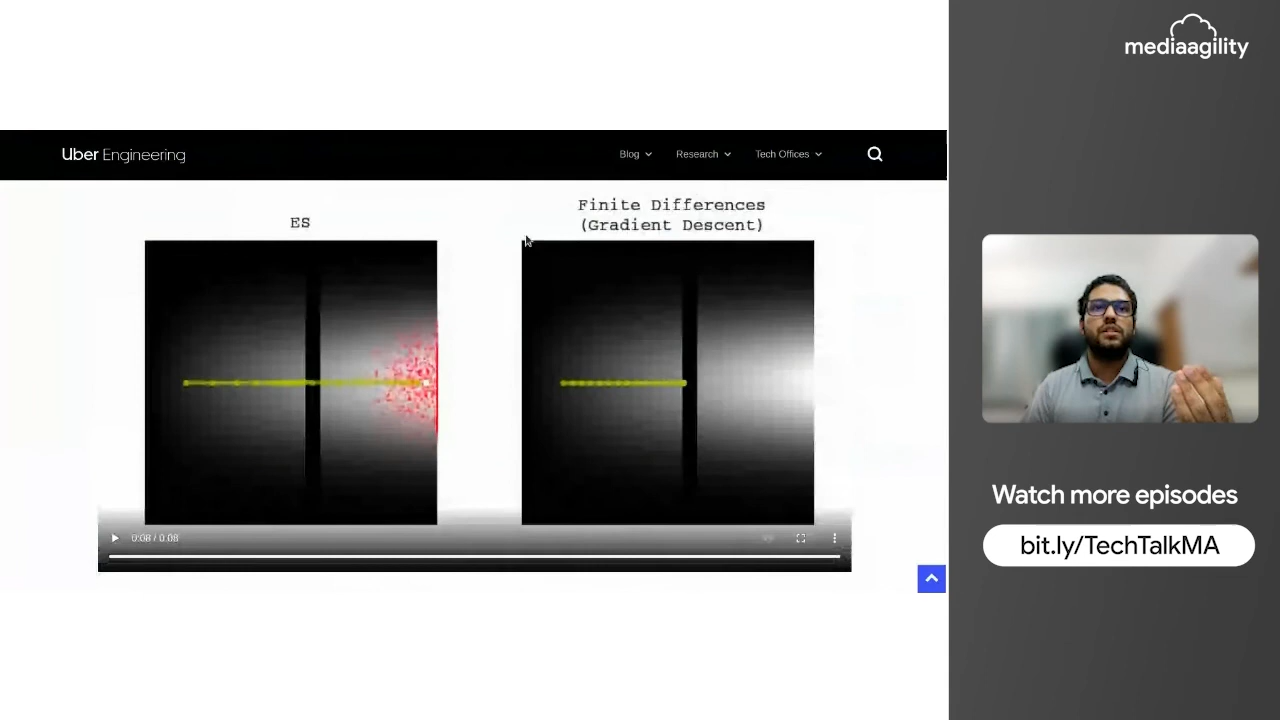 mediaagility
Uber Engineering
Blog
Research
Tech Offices
ES
Finite Differences
(Gradient Descent)
0:08 / 0:08
Watch more episodes
bit.ly/TechTalkMA